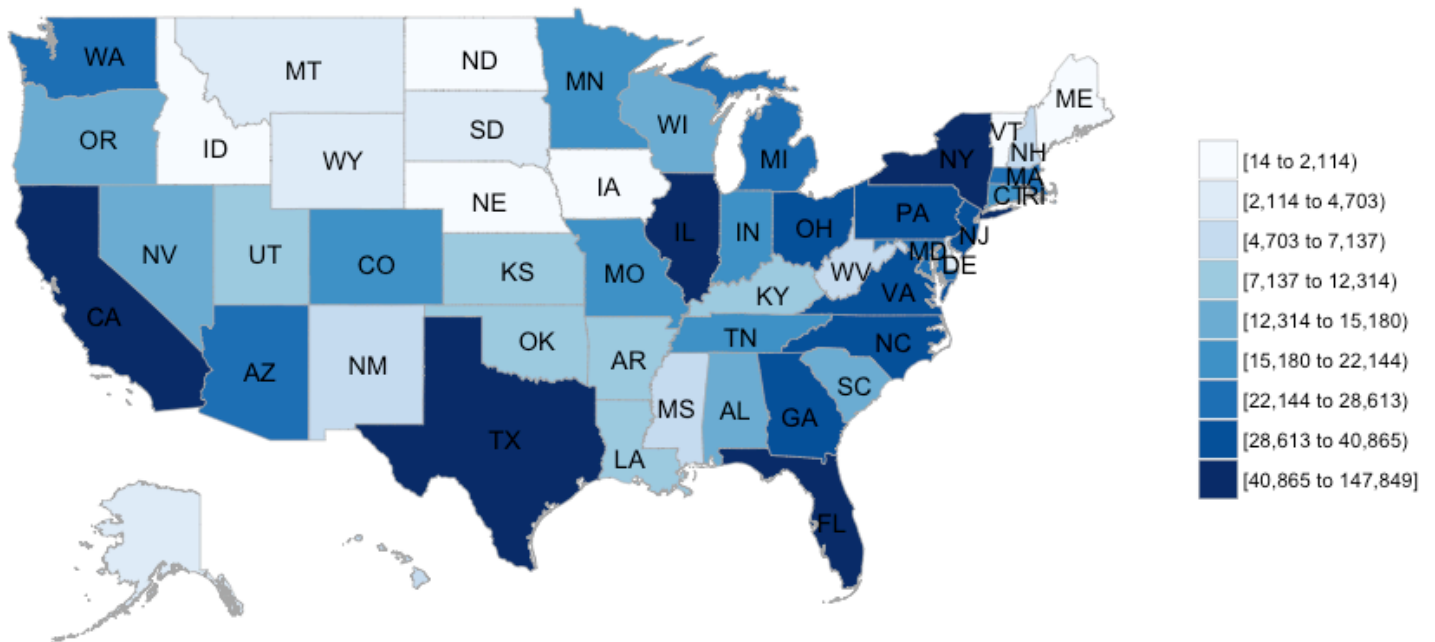 WA
MT
ND
MN
ME
VT
NH
OR
ID
SD
WI
NY
MA
WY
MI
CT
RI
IA
NE
PA
NJ
NV
UT
CO
KS
MO
IL
IN
OH
MD
DE
WV
VA
KY
CA
AZ
NM
OK
AR
TN
NC
SC
MS
AL
GA
TX
LA
FL
[14 to 2,114)
[2,114 to 4,703)
[4,703 to 7,137)
[7,137 to 12,314)
[12,314 to 15,180)
[15,180 to 22,144)
[22,144 to 28,613)
[28,613 to 40,865)
[40,865 to 147,849]